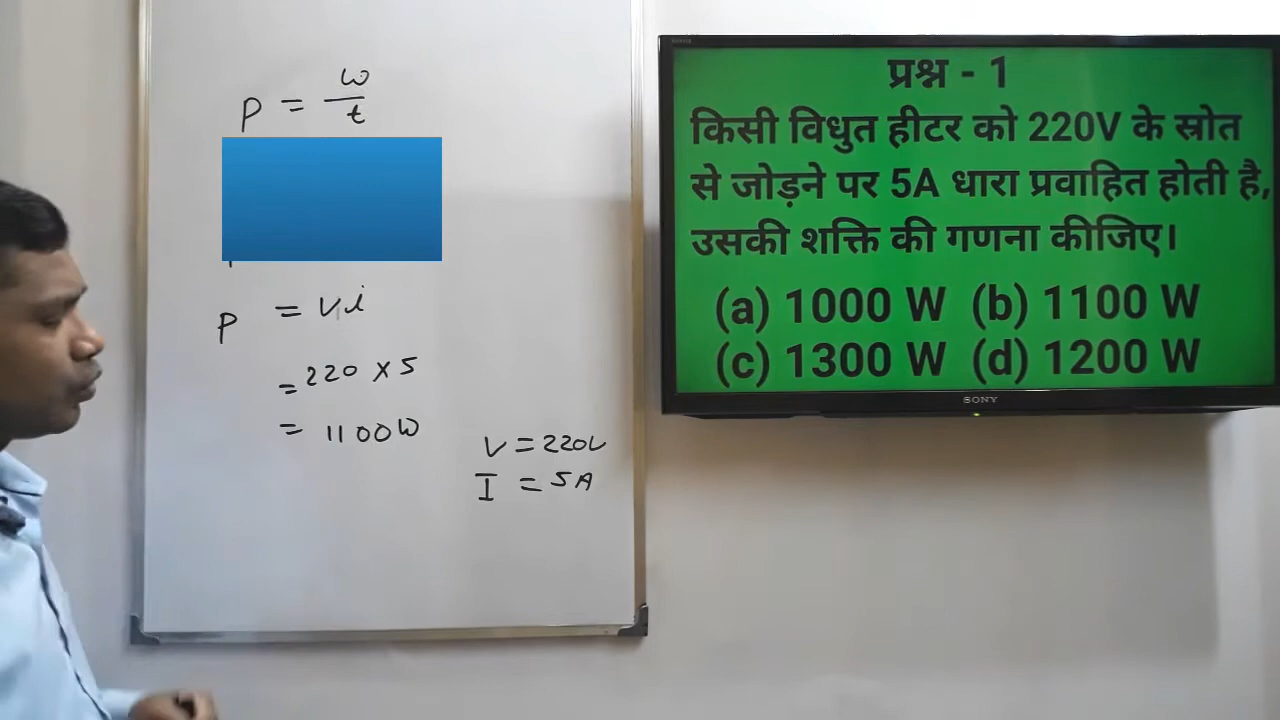 P = w/t
P = Vi
= 220 × 5
= 1100W
V = 220V
I = 5A
प्रश्न - 1
किसी विधुत हीटर को 220V के स्रोत
से जोड़ने पर 5A धारा प्रवाहित होती है,
उसकी शक्ति की गणना कीजिए।
(a) 1000 W (b) 1100 W
(c) 1300 W (d) 1200 W
SONY